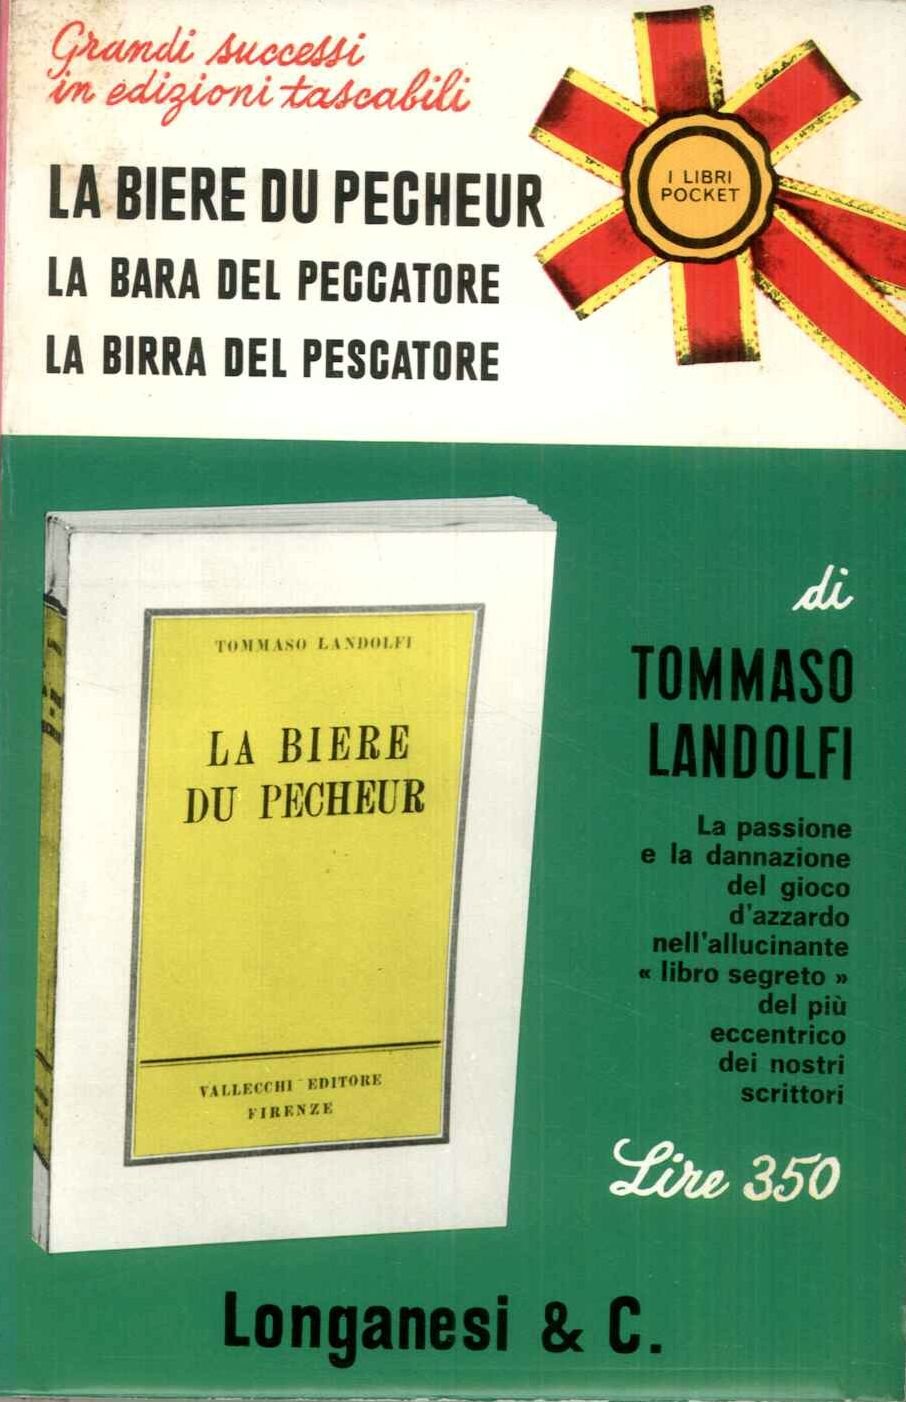 Grandi successi
in edizioni tascabili
LA BIERE DU PECHEUR
LA BARA DEL PECCATORE
LA BIRRA DEL PESCATORE
I LIBRI
POCKET
TOMMASO LANDOLFI
LA BIERE
DU PECHEUR
VALLECCHI EDITORE
FIRENZE
di
TOMMASO
LANDOLFI
La passione
e la dannazione
del gioco
d'azzardo
nell'allucinante
« libro segreto »
del più
eccentrico
dei nostri
scrittori
Lire 350
Longanesi & C.